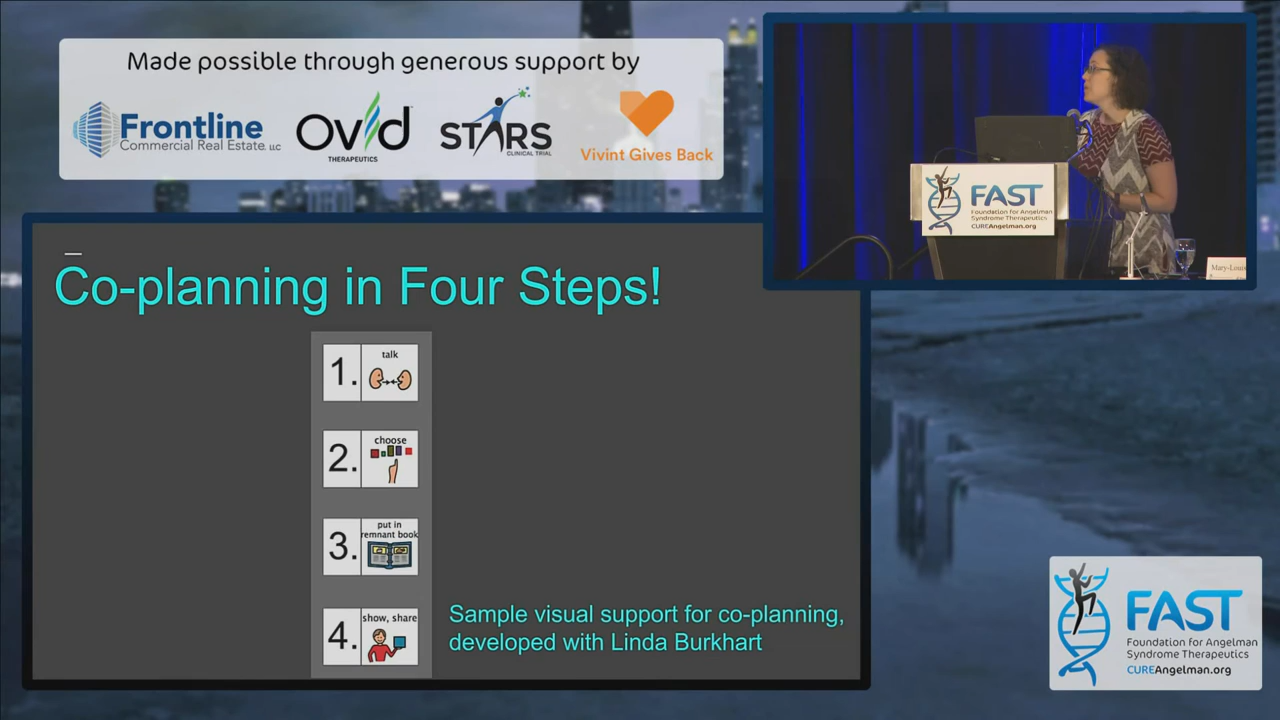 Made possible through generous support by
Frontline
Commercial Real Estate, LLC
OVID
THERAPEUTICS
STARS
CLINICAL TRIAL
Vivint Gives Back
FAST
Foundation for Angelman
Syndrome Therapeutics
CUREAngelman.org
Mary-Louis
Co-planning in Four Steps!
1. talk
2. choose
3. put in
remnant book
4. show, share
Sample visual support for co-planning,
developed with Linda Burkhart
FAST
Foundation for Angelman
Syndrome Therapeutics
CUREAngelman.org